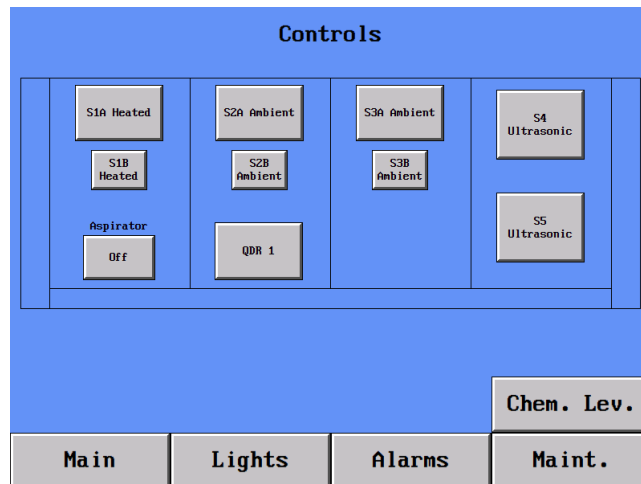 Controls
S1A Heated
S2A Ambient
S3A Ambient
S4
Ultrasonic
S1B
Heated
S2B
Ambient
S3B
Ambient
Aspirator
Off
QDR 1
S5
Ultrasonic
Chem. Lev.
Main
Lights
Alarms
Maint.